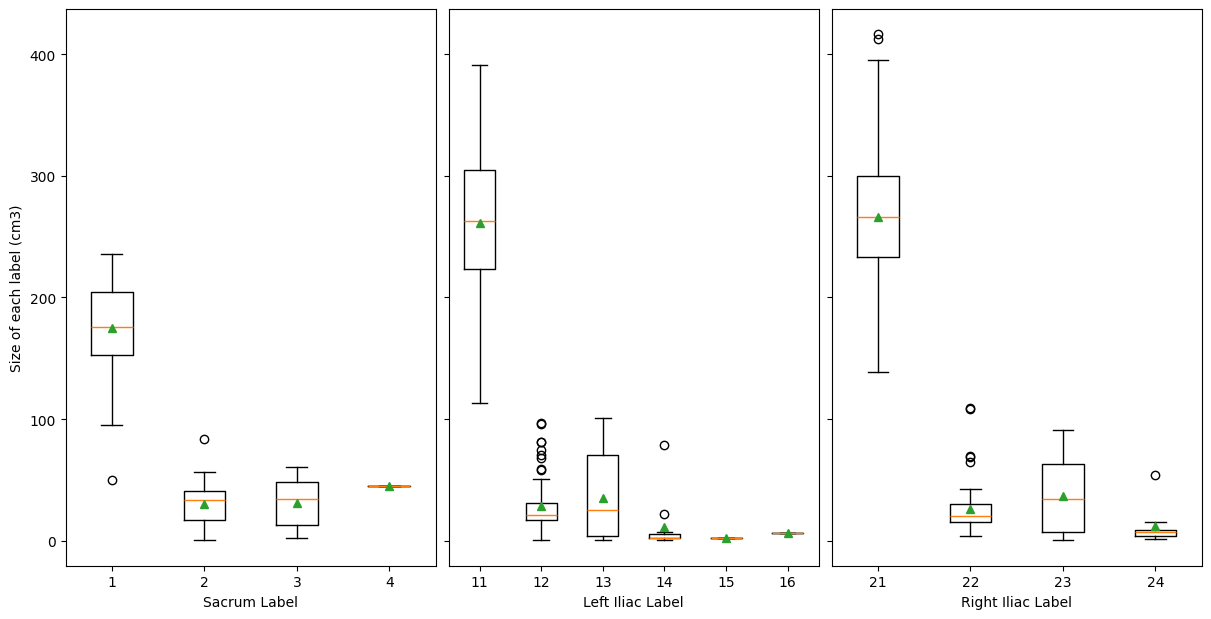 Size of each label (cm3)
400
300
200
100
0
1 2 3 4
Sacrum Label
11 12 13 14 15 16
Left Iliac Label
21 22 23 24
Right Iliac Label